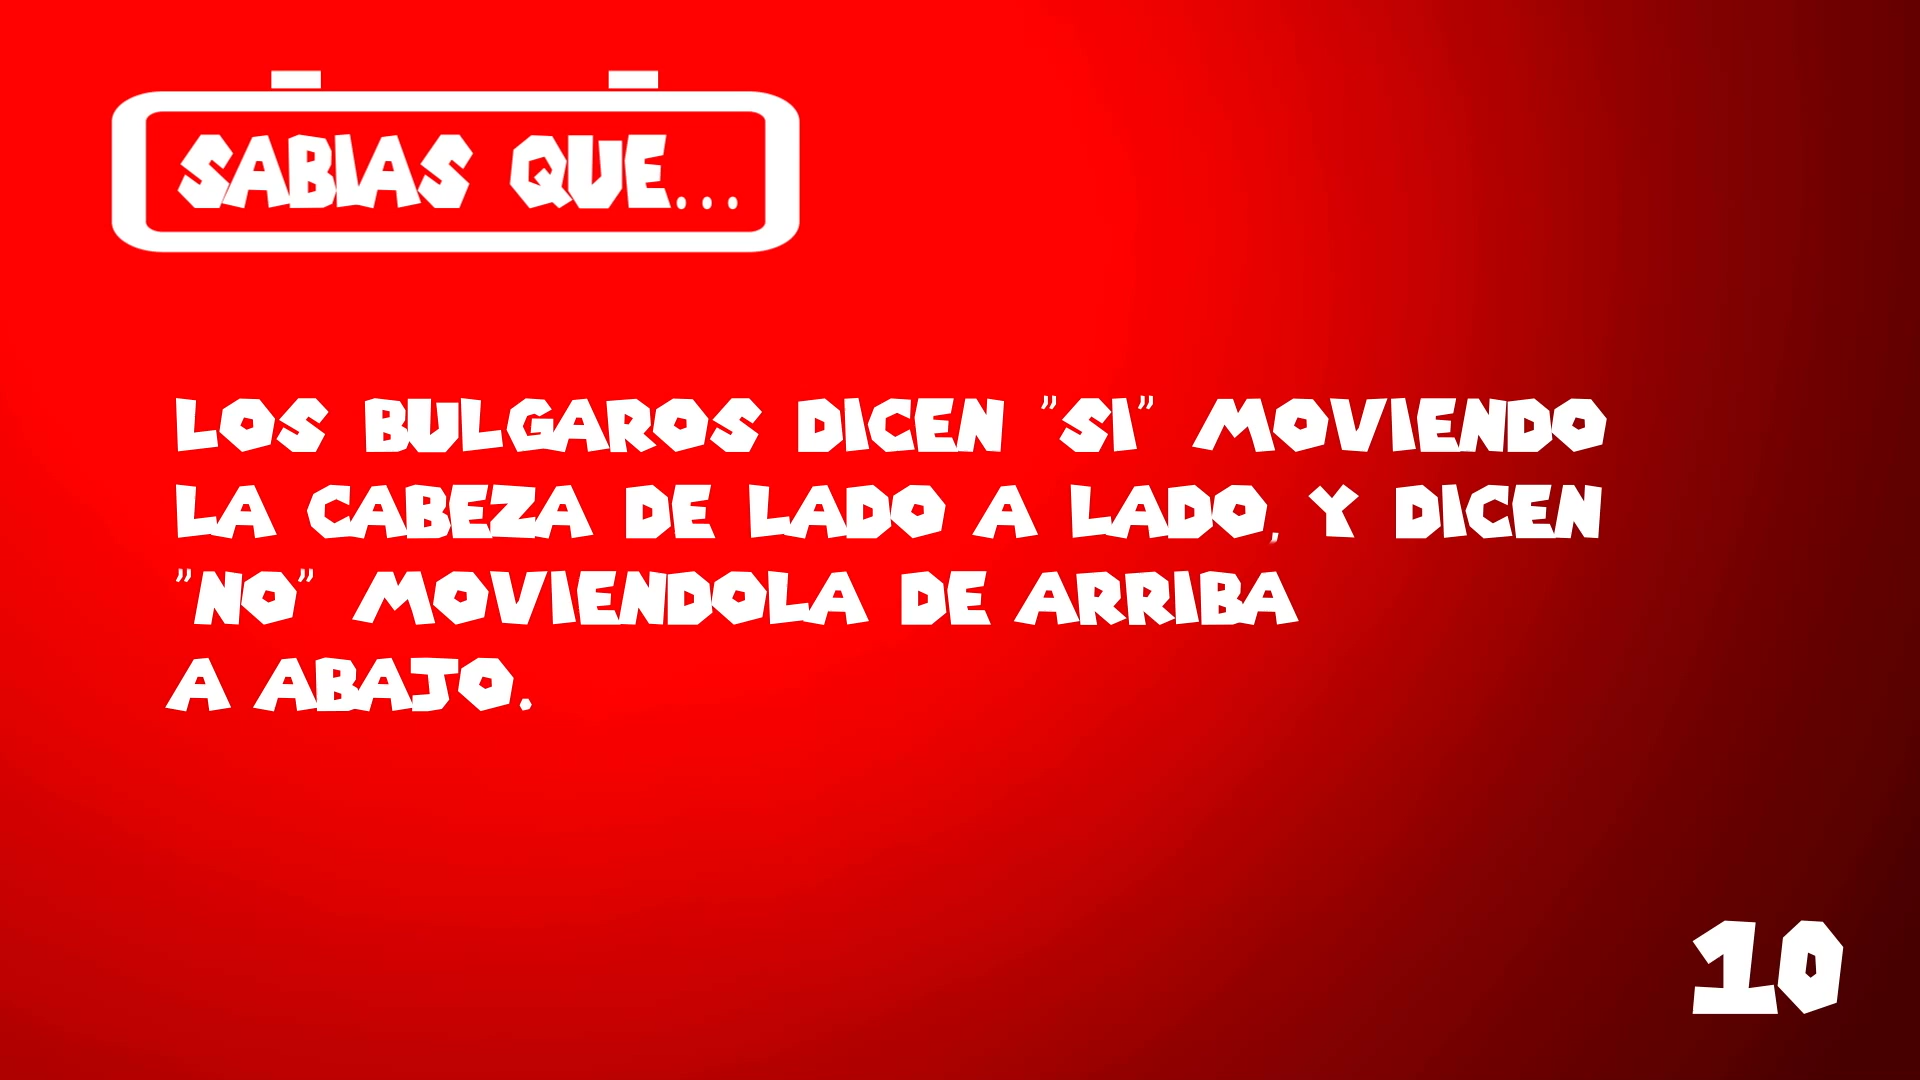 SABIAS QUE...
LOS BULGAROS DICEN "SI" MOVIENDO
LA CABEZA DE LADO A LADO, Y DICEN
"NO" MOVIENDOLA DE ARRIBA
A ABAJO.
10